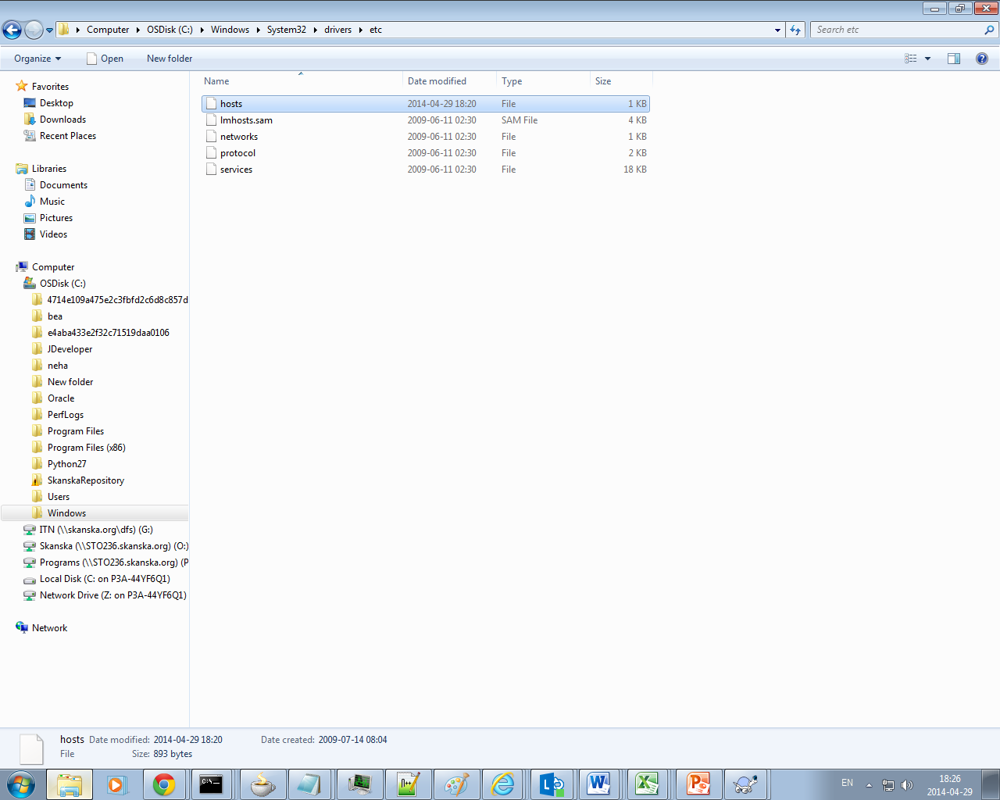 Computer OSDisk (C:) Windows System32 drivers etc Search etc
Organize Open New folder
Name Date modified Type Size
hosts 2014-04-29 18:20 File 1 KB
lmhosts.sam 2009-06-11 02:30 SAM File 4 KB
networks 2009-06-11 02:30 File 1 KB
protocol 2009-06-11 02:30 File 2 KB
services 2009-06-11 02:30 File 18 KB
Favorites
Desktop
Downloads
Recent Places
Libraries
Documents
Music
Pictures
Videos
Computer
OSDisk (C:)
4714e109a475e2c3fbfd2c6d8c857d
bea
e4aba433e2f32c71519daa0106
JDeveloper
neha
New folder
Oracle
PerfLogs
Program Files
Program Files (x86)
Python27
SkanskaRepository
Users
Windows
ITN (\\skanska.org\dfs) (G:)
Skanska (\\STO236.skanska.org) (O:)
Programs (\\STO236.skanska.org) (P
Local Disk (C: on P3A-44YF6Q1)
Network Drive (Z: on P3A-44YF6Q1)
Network
hosts Date modified: 2014-04-29 18:20 Date created: 2009-07-14 08:04
File Size: 893 bytes
EN 18:26
2014-04-29